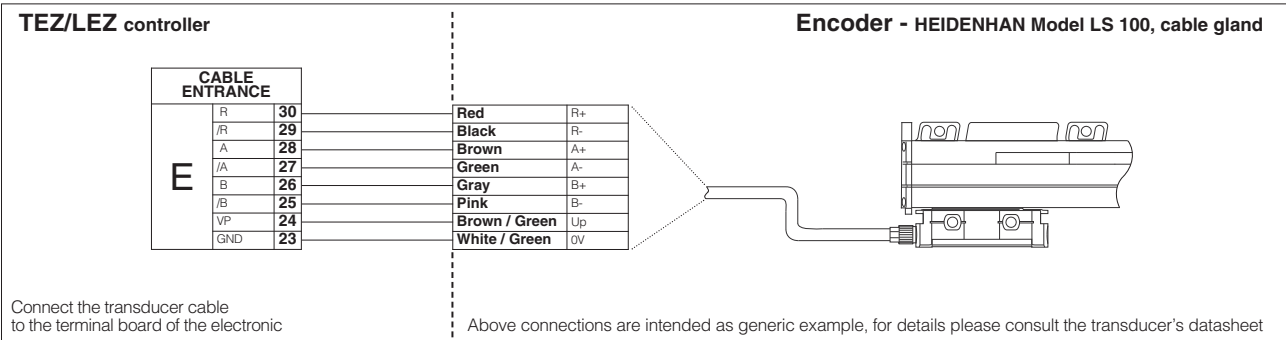 TEZ/LEZ controller
Encoder - HEIDENHAN Model LS 100, cable gland
CABLE
ENTRANCE
E
R 30 Red R+
/R 29 Black R-
A 28 Brown A+
/A 27 Green A-
B 26 Gray B+
/B 25 Pink B-
VP 24 Brown / Green Up
GND 23 White / Green 0V
Connect the transducer cable
to the terminal board of the electronic
Above connections are intended as generic example, for details please consult the transducer's datasheet